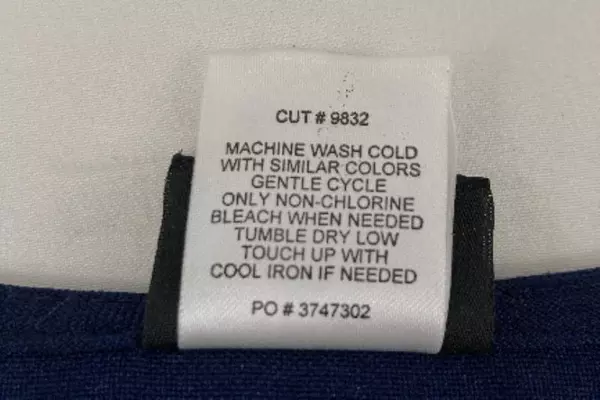 CUT # 9832
MACHINE WASH COLD
WITH SIMILAR COLORS
GENTLE CYCLE
ONLY NON-CHLORINE
BLEACH WHEN NEEDED
TUMBLE DRY LOW
TOUCH UP WITH
COOL IRON IF NEEDED
PO # 3747302